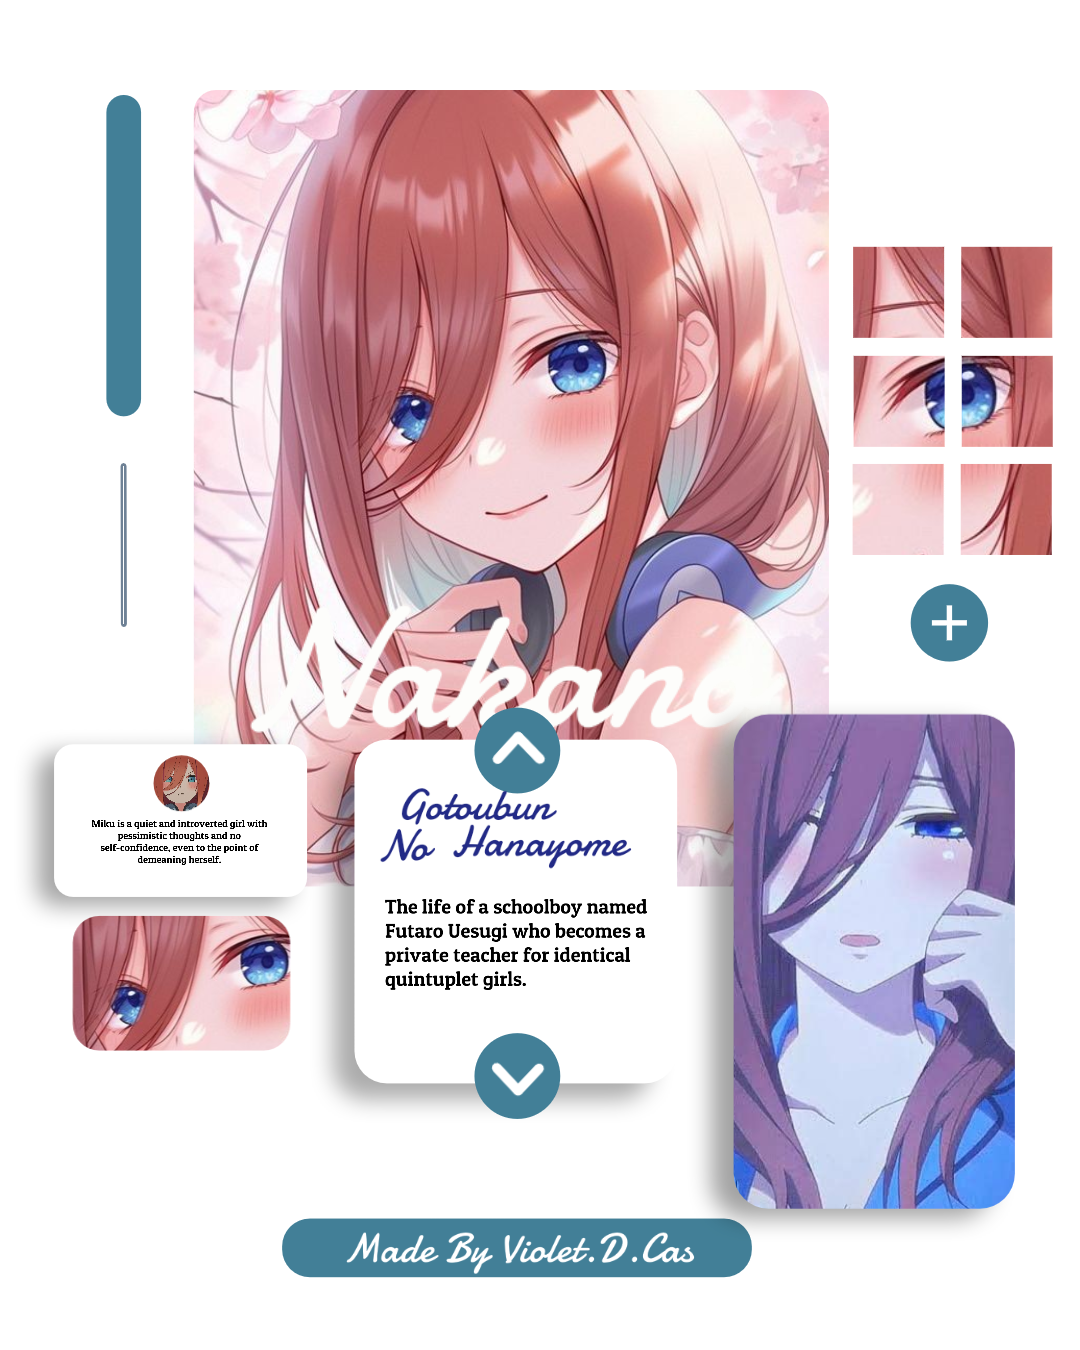 Nakano
Miku is a quiet and introverted girl with
pessimistic thoughts and no
self-confidence, even to the point of
demeaning herself.
Gotoubun
No Hanayome
The life of a schoolboy named
Futaro Uesugi who becomes a
private teacher for identical
quintuplet girls.
Made By Violet.D.Cas